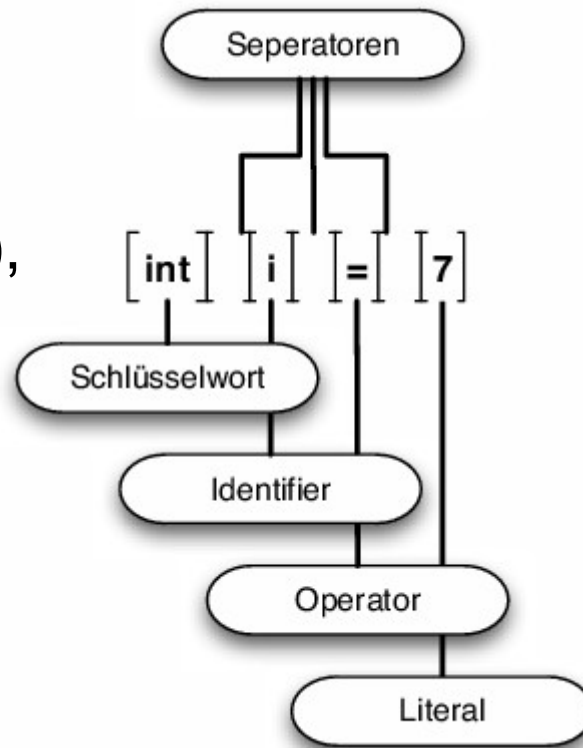 Seperatoren
),
[int] [i] [=] [7]
Schlüsselwort
Identifier
Operator
Literal